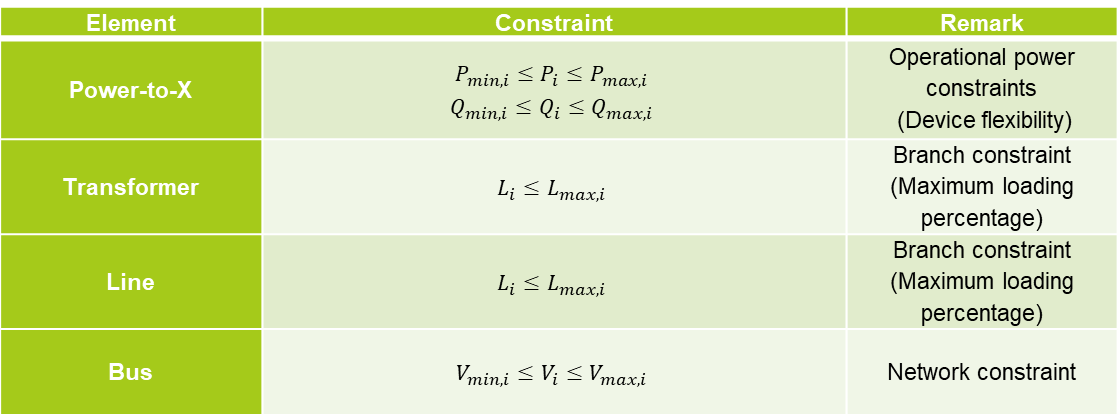 Element Constraint Remark
Power-to-X
P_{min,i} ≤ P_i ≤ P_{max,i}
Q_{min,i} ≤ Q_i ≤ Q_{max,i}
Operational power
constraints
(Device flexibility)
Transformer
L_i ≤ L_{max,i}
Branch constraint
(Maximum loading
percentage)
Line
L_i ≤ L_{max,i}
Branch constraint
(Maximum loading
percentage)
Bus
V_{min,i} ≤ V_i ≤ V_{max,i}
Network constraint